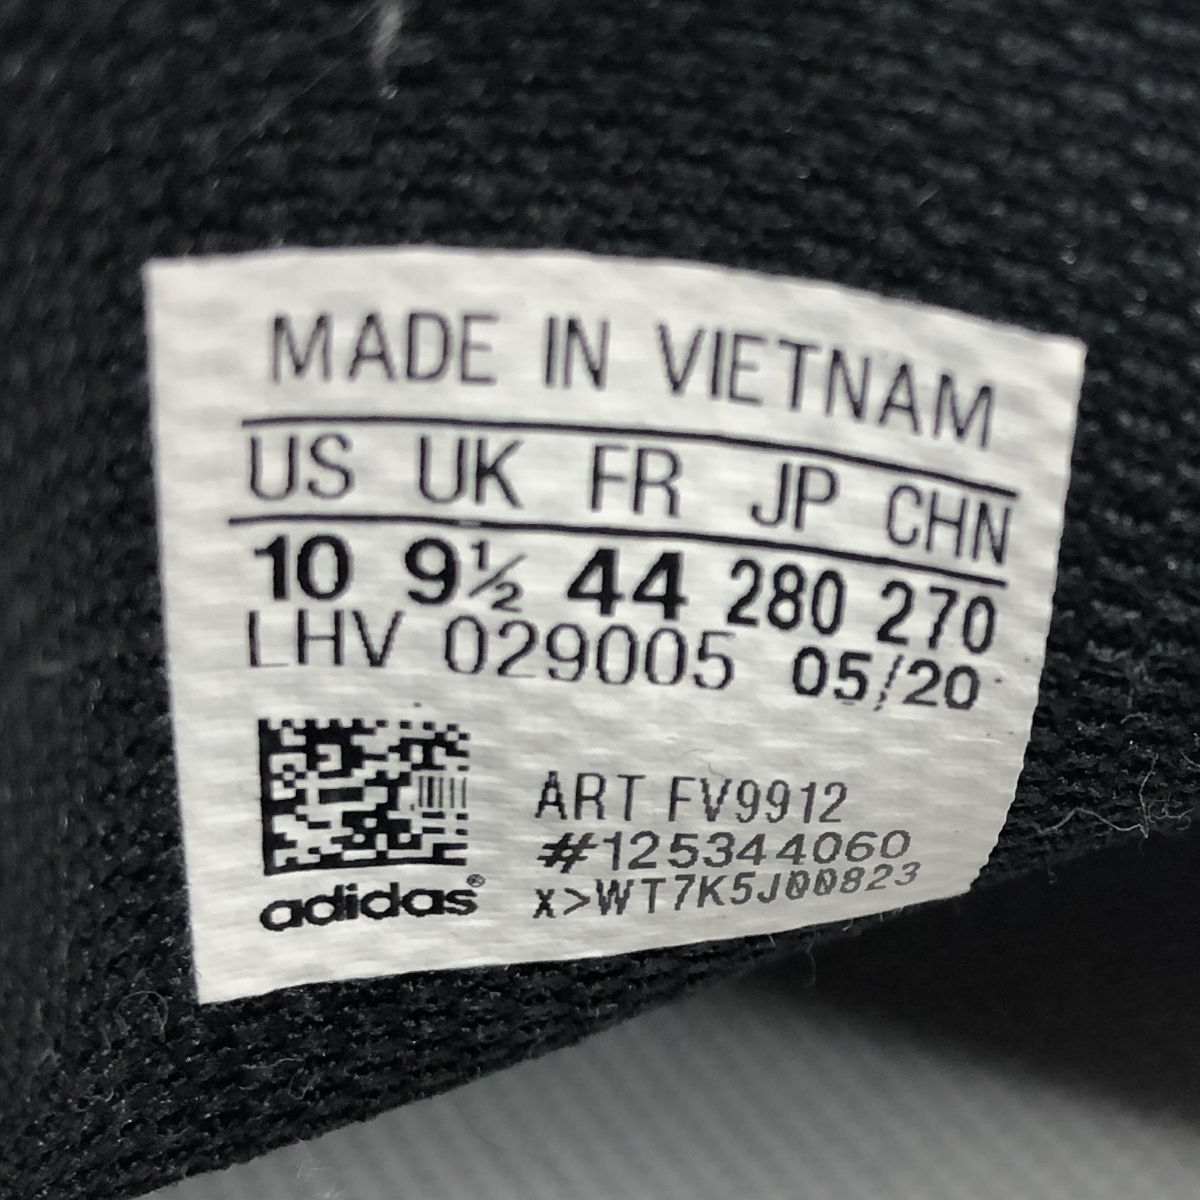 MADE IN VIETNAM
US UK FR JP CHN
10 9½ 44 280 270
LHV 029005 05/20
ART FV9912
#125344060
x>WT7K5J00823
adidas®